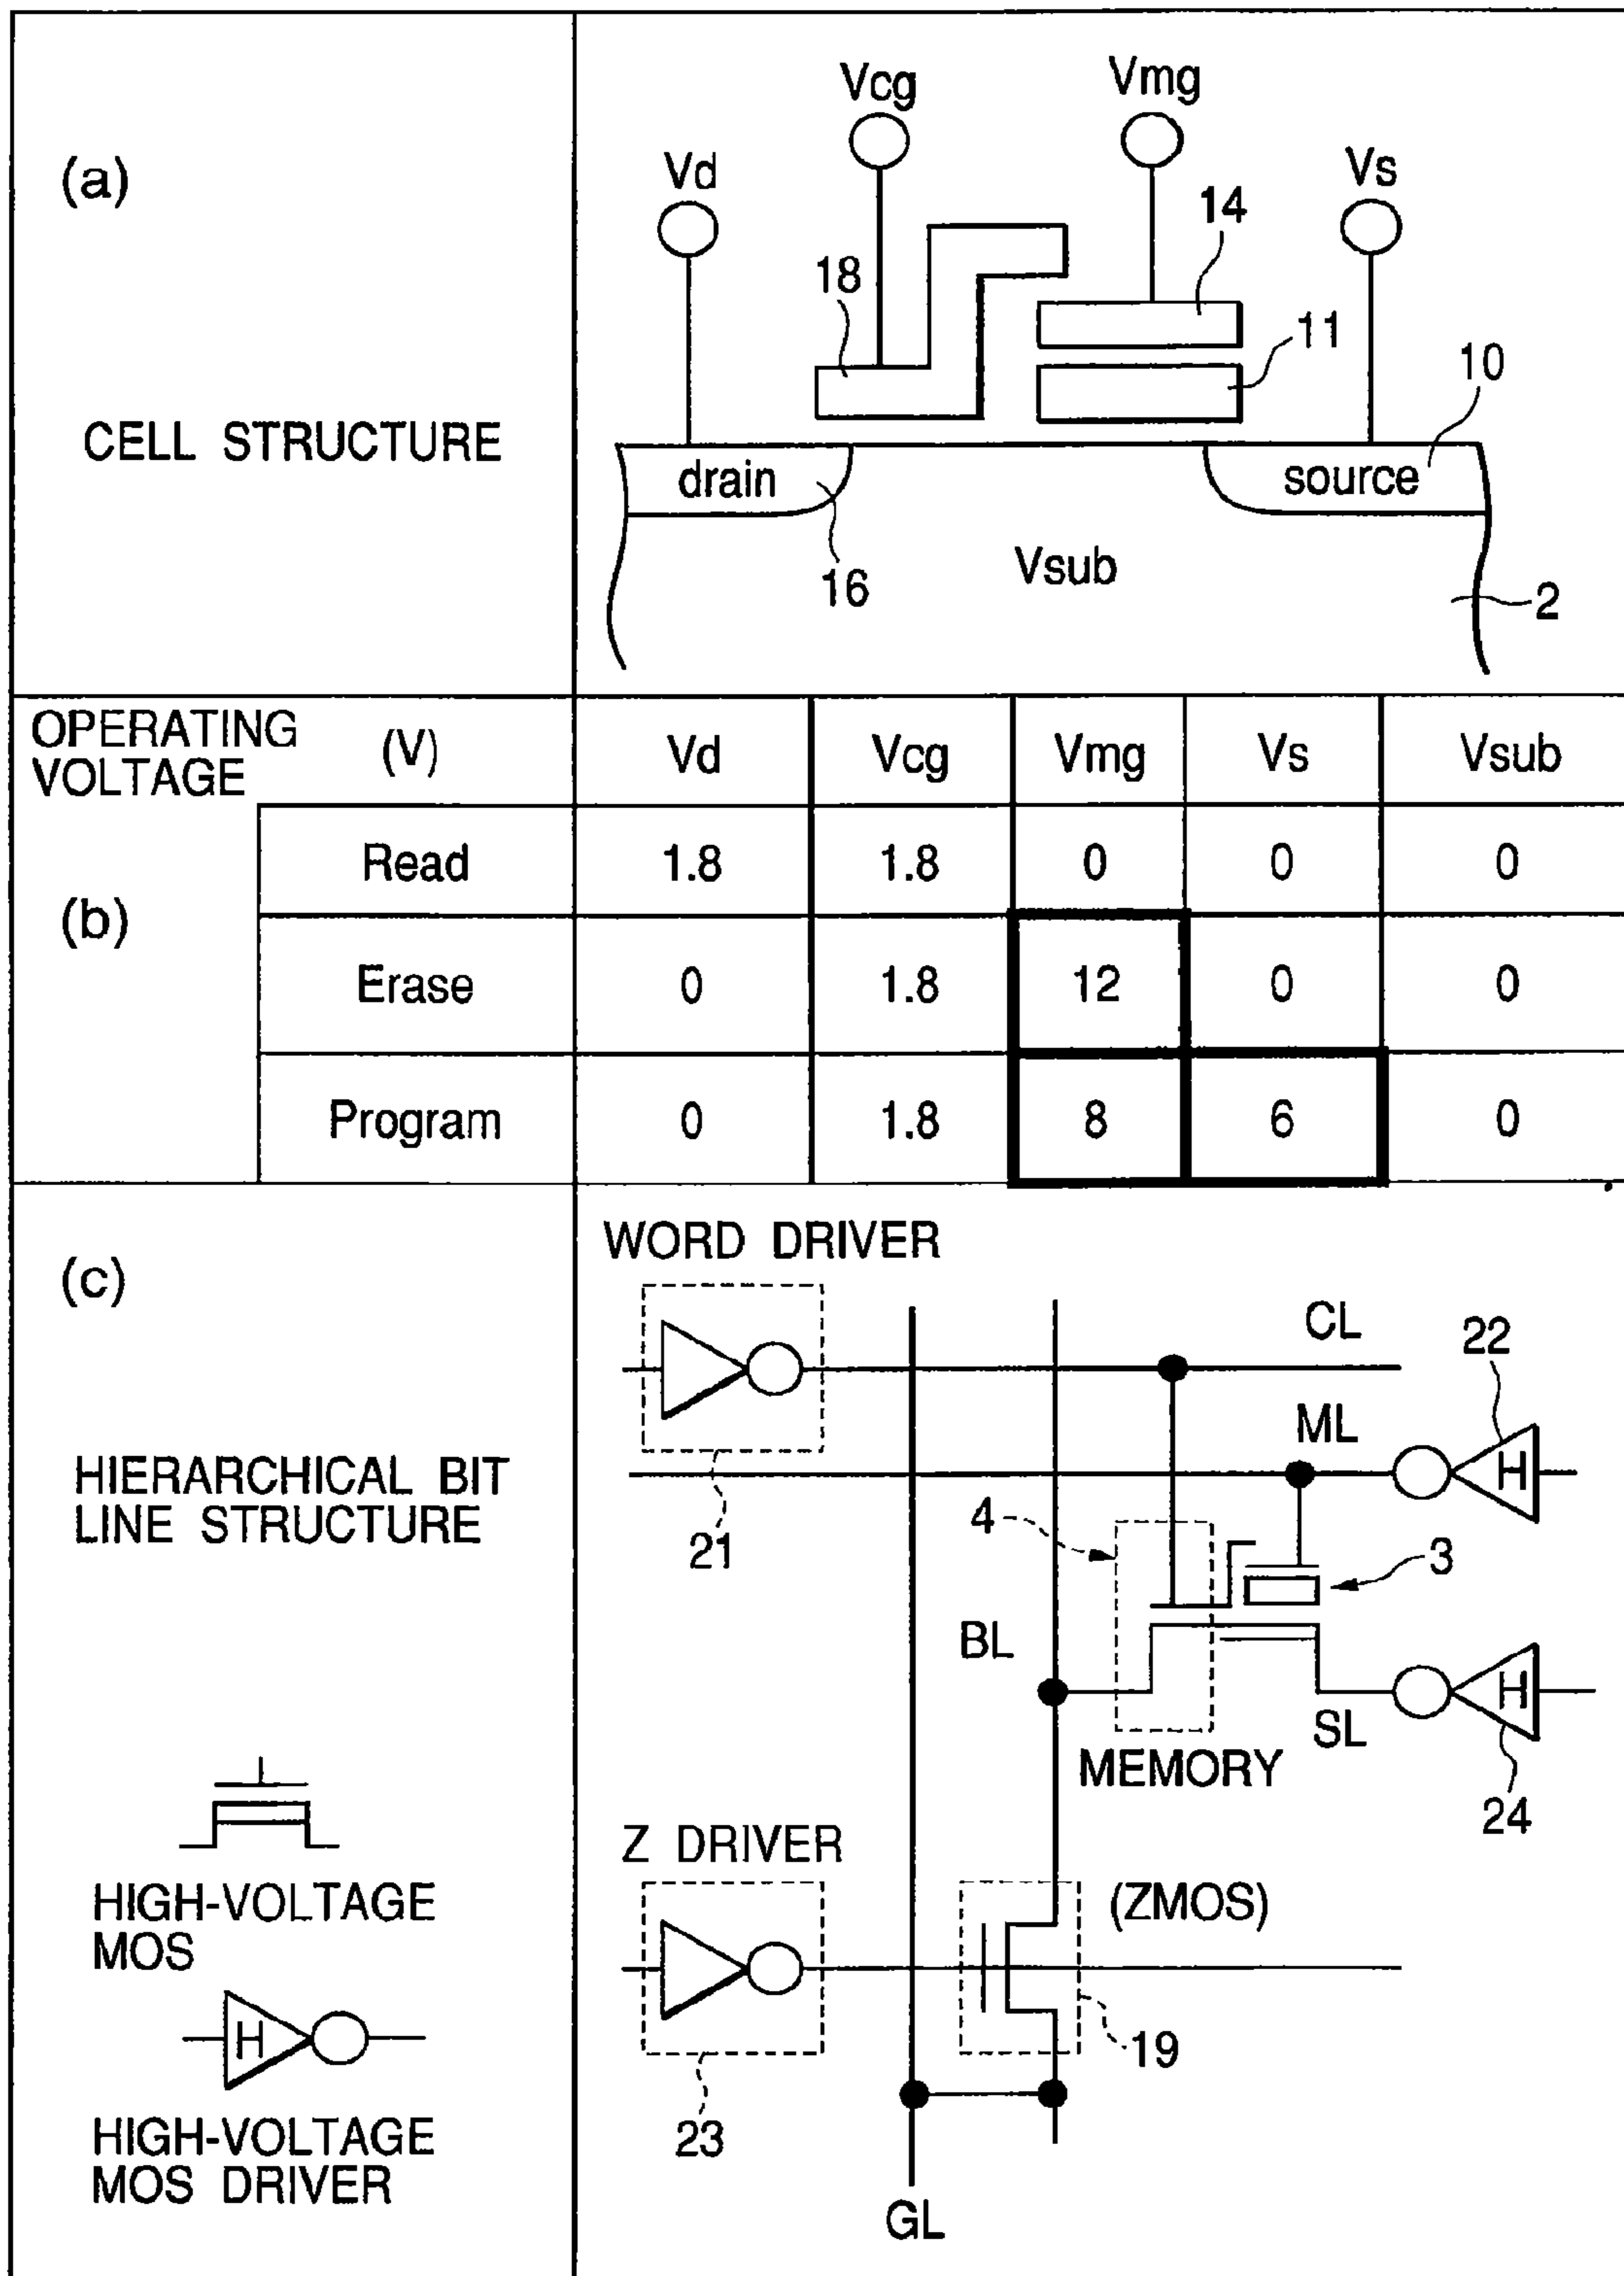 (a)
CELL STRUCTURE
Vd
Vcg
Vmg
Vs
18
14
11
10
drain
source
16
Vsub
2
OPERATING
VOLTAGE
(V) Vd Vcg Vmg Vs Vsub
(b)
Read 1.8 1.8 0 0 0
Erase 0 1.8 12 0 0
Program 0 1.8 8 6 0
(c)
HIERARCHICAL BIT
LINE STRUCTURE
HIGH-VOLTAGE
MOS
H
HIGH-VOLTAGE
MOS DRIVER
WORD DRIVER
21
CL
22
ML
H
4
3
BL
SL
H
MEMORY
24
Z DRIVER
(ZMOS)
19
23
GL